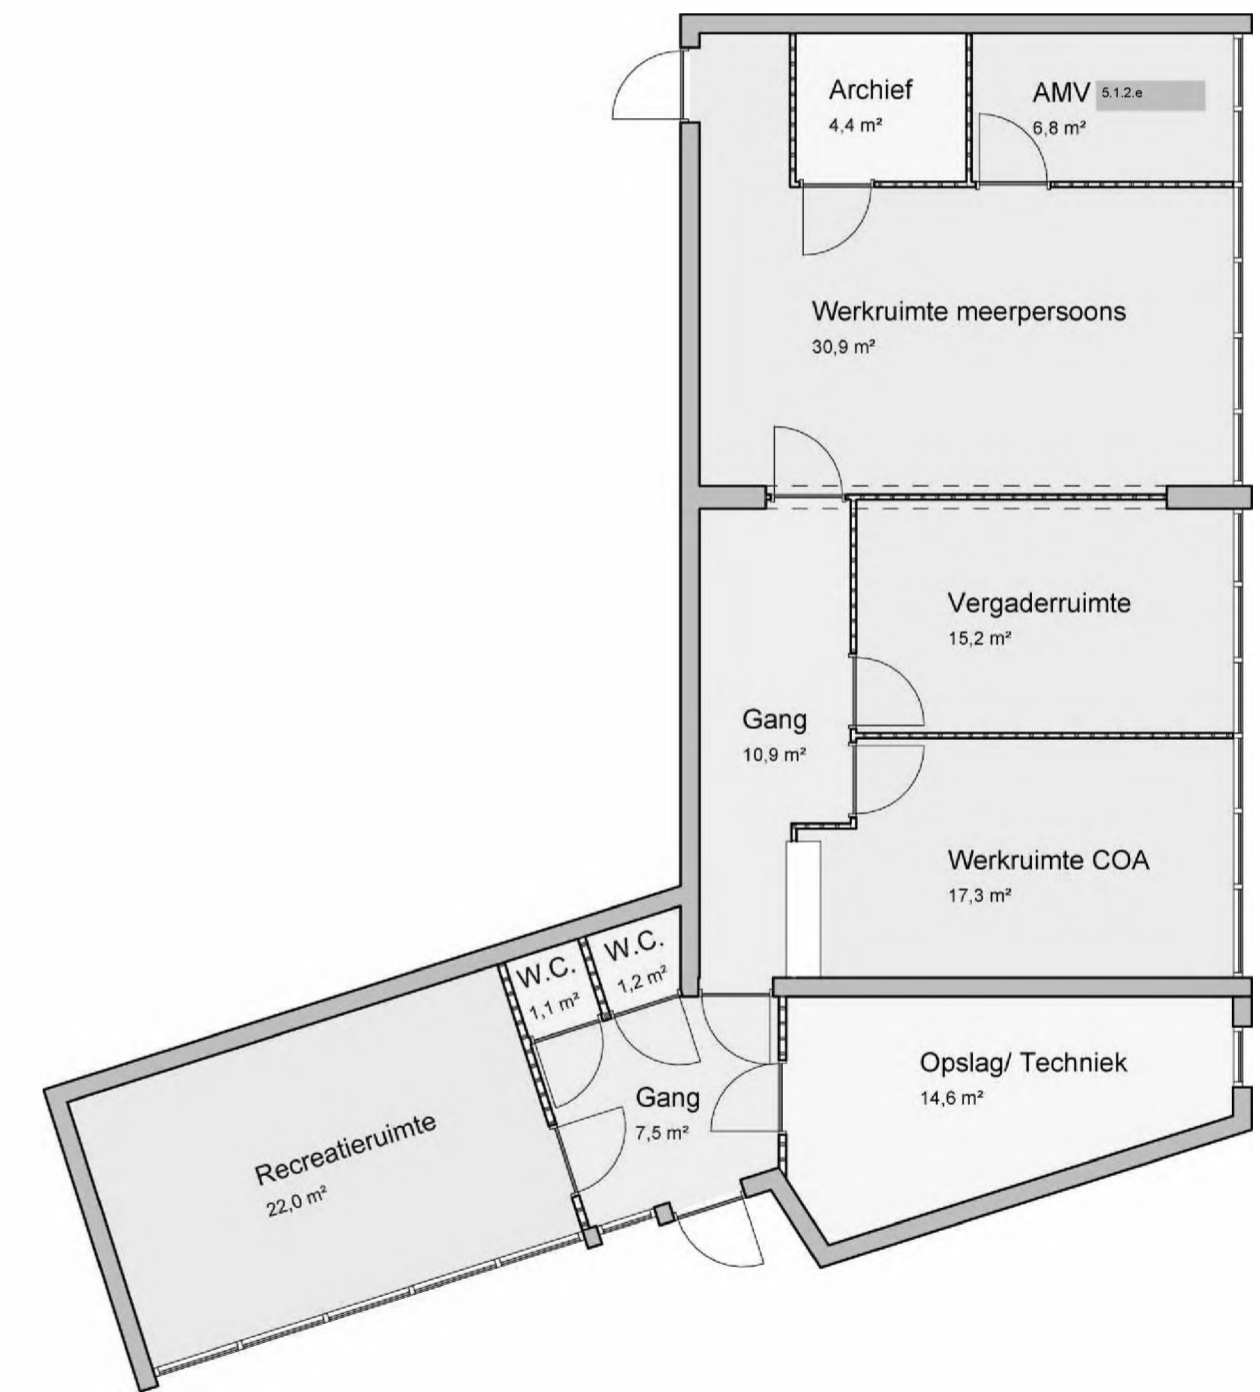 Archief
4,4 m²
AMV 5.1.2.e
6,8 m²
Werkruimte meerpersoons
30,9 m²
Vergaderruimte
15,2 m²
Gang
10,9 m²
Werkruimte COA
17,3 m²
W.C.
1,2 m²
W.C.
1,1 m²
Opslag/ Techniek
14,6 m²
Gang
7,5 m²
Recreatieruimte
22,0 m²